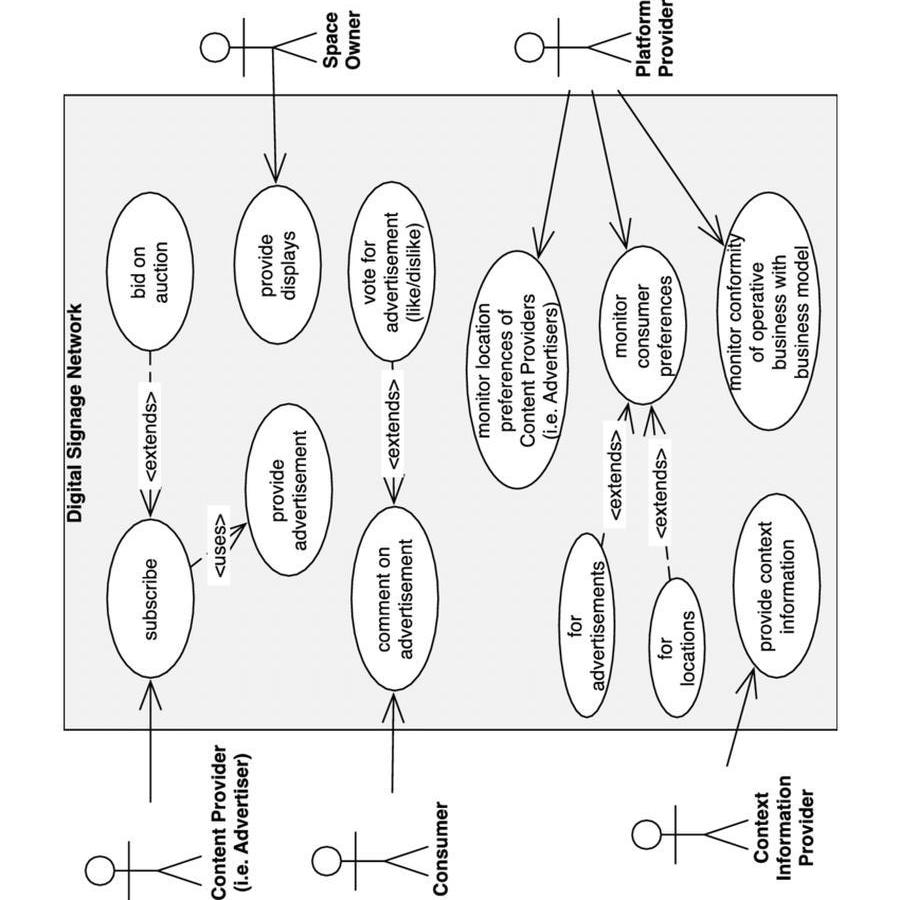 Digital Signage Network
Content Provider
(i.e. Advertiser)
subscribe
<extends>
bid on
auction
<uses>
provide
advertisement
provide
displays
Space
Owner
Consumer
comment on
advertisement
<extends>
vote for
advertisement
(like/dislike)
monitor location
preferences of
Content Providers
(i.e. Advertisers)
Platform
Provider
for
advertisements
<extends>
monitor
consumer
preferences
for
locations
<extends>
monitor conformity
of operative
business with
business model
Context
Information
Provider
provide context
information